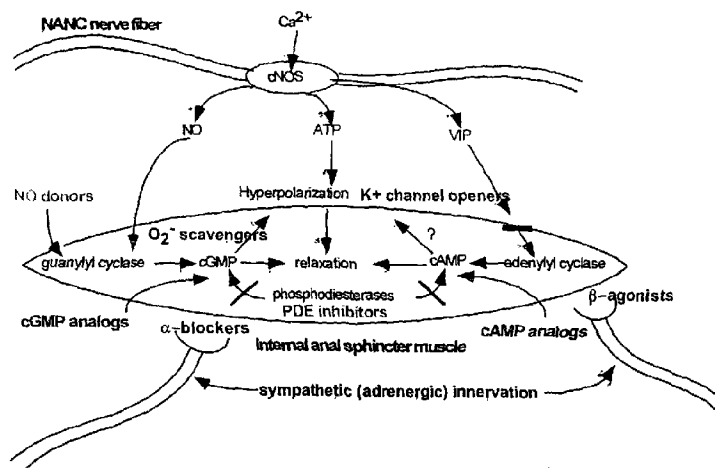 NANC nerve fiber
Ca2+
cNOS
NO
ATP
VIP
NO donors
Hyperpolarization K+ channel openers
O2- scavengers
?
guanylyl cyclase
cGMP
relaxation
cAMP
adenylyl cyclase
phosphodiesterases
PDE inhibitors
cGMP analogs
α-blockers
cAMP analogs
β-agonists
Internal anal sphincter muscle
sympathetic (adrenergic) innervation